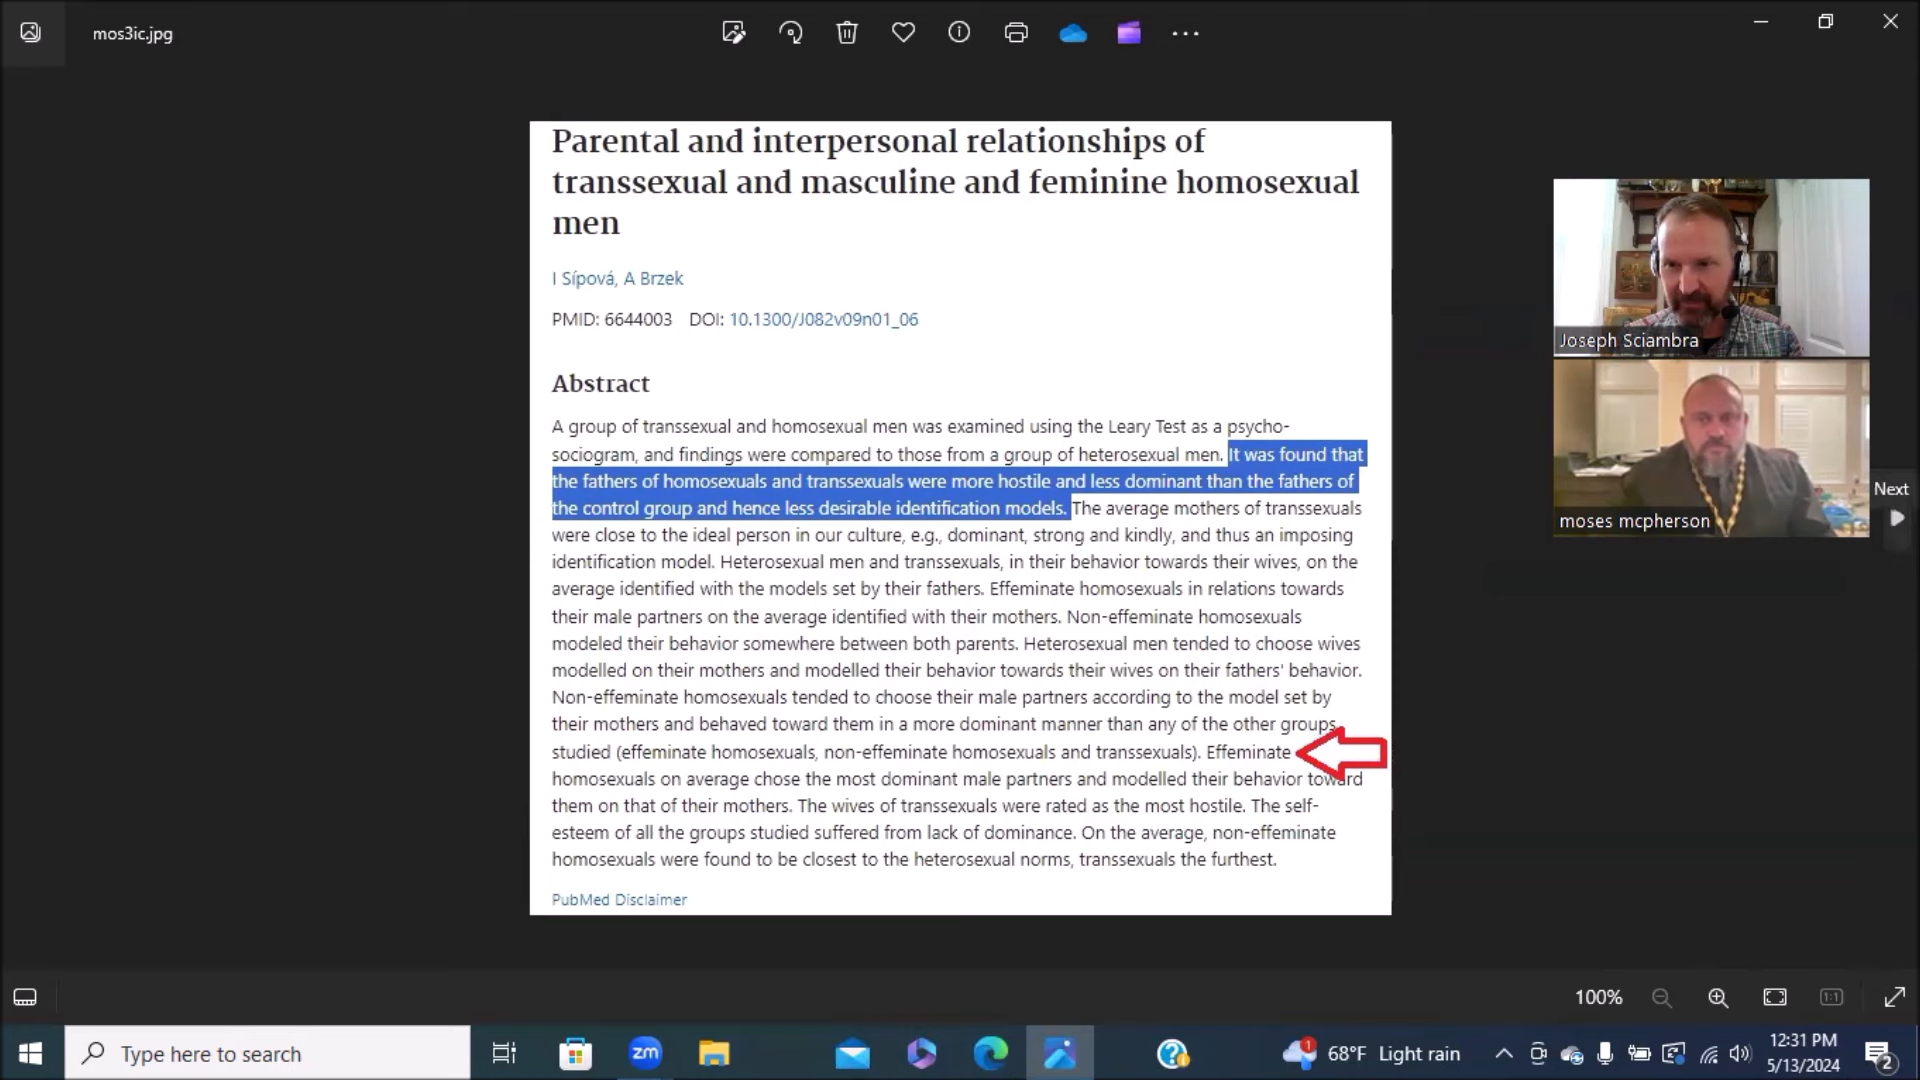 mos3ic.jpg
Parental and interpersonal relationships of
transsexual and masculine and feminine homosexual
men
I Sípová, A Brzek
PMID: 6644003 DOI: 10.1300/J082v09n01_06
Abstract
A group of transsexual and homosexual men was examined using the Leary Test as a psycho-
sociogram, and findings were compared to those from a group of heterosexual men. It was found that
the fathers of homosexuals and transsexuals were more hostile and less dominant than the fathers of
the control group and hence less desirable identification models. The average mothers of transsexuals
were close to the ideal person in our culture, e.g., dominant, strong and kindly, and thus an imposing
identification model. Heterosexual men and transsexuals, in their behavior towards their wives, on the
average identified with the models set by their fathers. Effeminate homosexuals in relations towards
their male partners on the average identified with their mothers. Non-effeminate homosexuals
modeled their behavior somewhere between both parents. Heterosexual men tended to choose wives
modelled on their mothers and modelled their behavior towards their wives on their fathers' behavior.
Non-effeminate homosexuals tended to choose their male partners according to the model set by
their mothers and behaved toward them in a more dominant manner than any of the other groups
studied (effeminate homosexuals, non-effeminate homosexuals and transsexuals). Effeminate
homosexuals on average chose the most dominant male partners and modelled their behavior toward
them on that of their mothers. The wives of transsexuals were rated as the most hostile. The self-
esteem of all the groups studied suffered from lack of dominance. On the average, non-effeminate
homosexuals were found to be closest to the heterosexual norms, transsexuals the furthest.
PubMed Disclaimer
Joseph Sciambra
moses mcpherson
Next
100%
1:1
Type here to search
zm
1
68°F Light rain
12:31 PM
5/13/2024
2